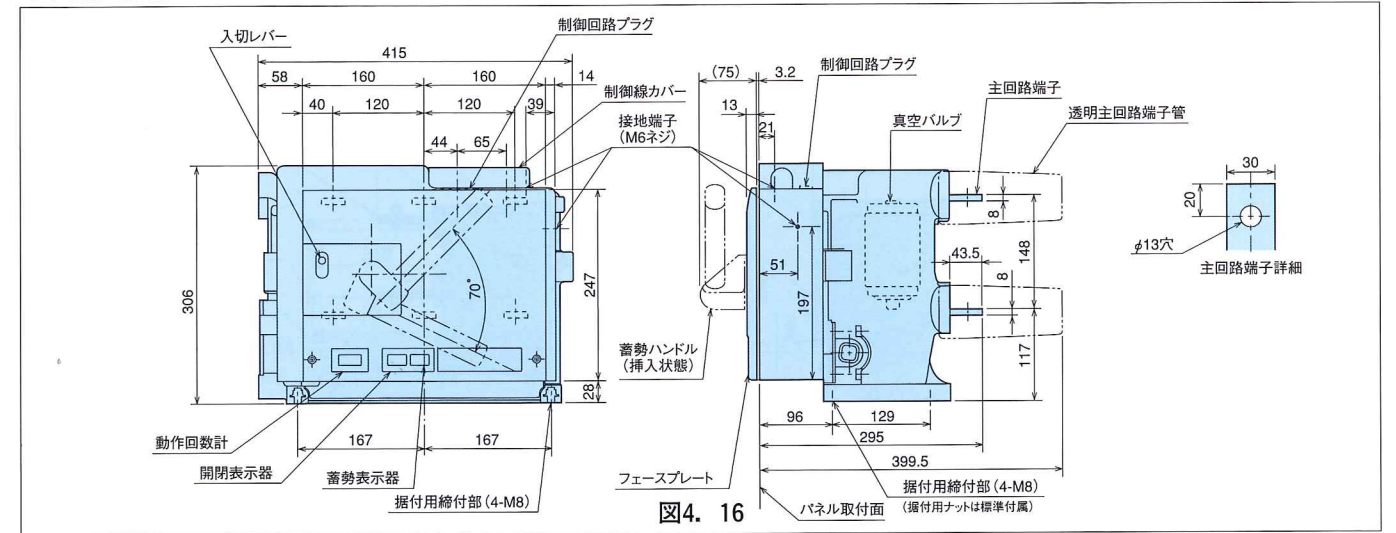 入切レバー
制御回路プラグ
415
58
160
160
14
40
120
120
39
44
65
制御線カバー
接地端子
(M6ネジ)
306
247
28
70°
167
167
動作回数計
開閉表示器
蓄勢表示器
据付用締付部(4-M8)
(75)
3.2
13
21
制御回路プラグ
真空バルブ
主回路端子
透明主回路端子管
8
148
43.5
8
117
51
197
蓄勢ハンドル
(挿入状態)
96
129
295
399.5
フェースプレート
パネル取付面
据付用締付部(4-M8)
(据付用ナットは標準付属)
30
20
φ13穴
主回路端子詳細
図4. 16